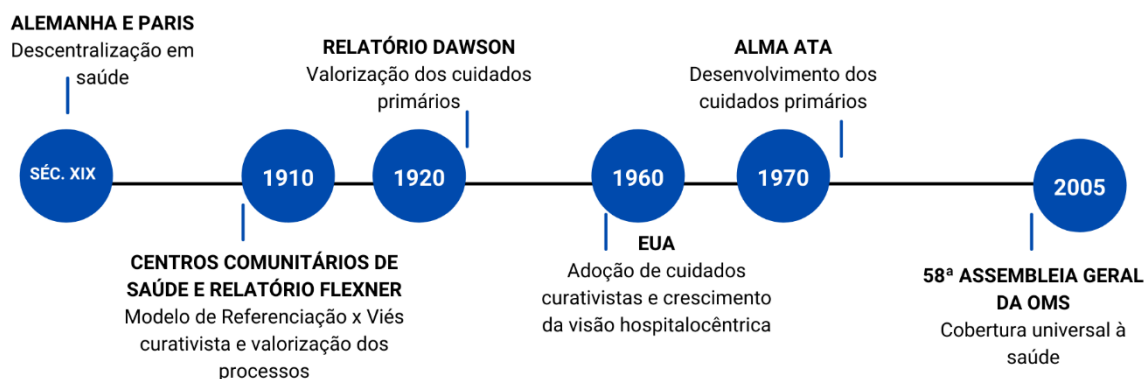 ALEMANHA E PARIS
Descentralização em
saúde
SÉC. XIX
1910
CENTROS COMUNITÁRIOS DE
SAÚDE E RELATÓRIO FLEXNER
Modelo de Referenciação x Viés
curativista e valorização dos
processos
RELATÓRIO DAWSON
Valorização dos cuidados
primários
1920
1960
EUA
Adoção de cuidados
curativistas e crescimento
da visão hospitalocêntrica
ALMA ATA
Desenvolvimento dos
cuidados primários
1970
2005
58ª ASSEMBLEIA GERAL
DA OMS
Cobertura universal à
saúde